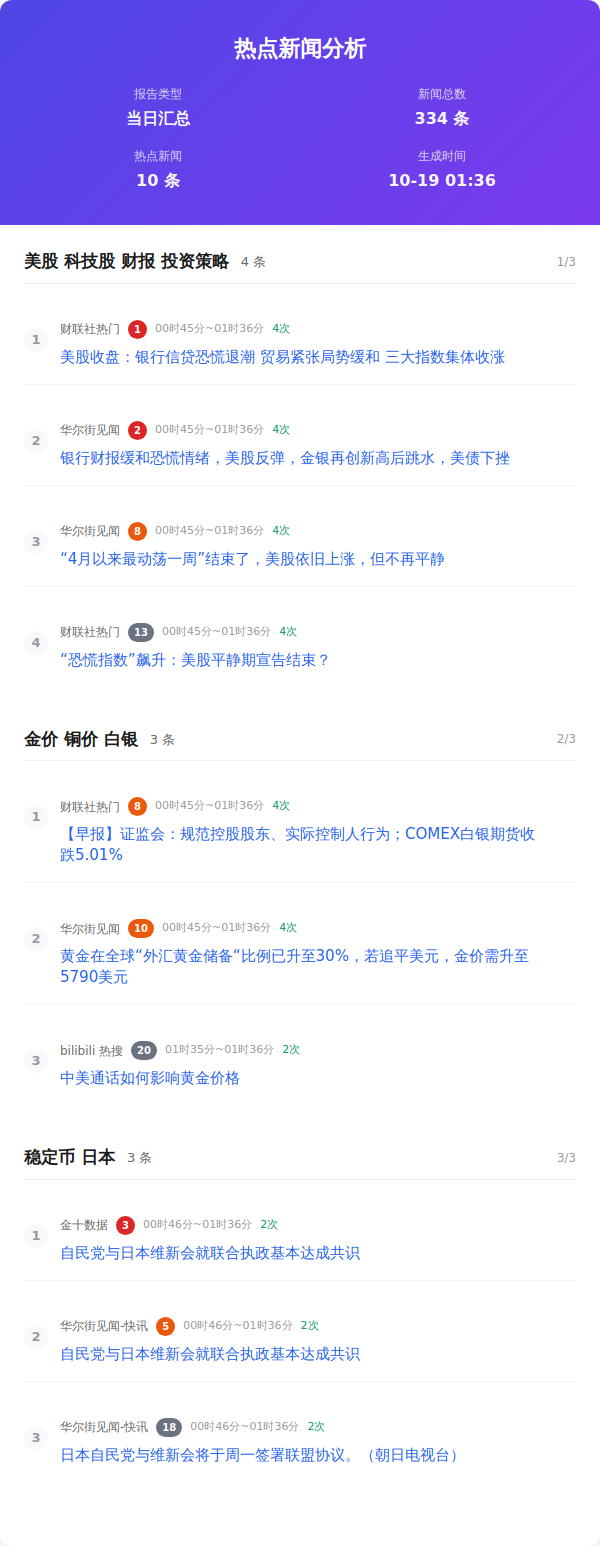 热点新闻分析
报告类型 新闻总数
当日汇总 334 条
热点新闻 生成时间
10 条 10-19 01:36
美股 科技股 财报 投资策略 4 条 1/3
1 财联社热门 1 00时45分~01时36分 4次
美股收盘：银行信贷恐慌退潮 贸易紧张局势缓和 三大指数集体收涨
2 华尔街见闻 2 00时45分~01时36分 4次
银行财报缓和恐慌情绪，美股反弹，金银再创新高后跳水，美债下挫
3 华尔街见闻 8 00时45分~01时36分 4次
“4月以来最动荡一周”结束了，美股依旧上涨，但不再平静
4 财联社热门 13 00时45分~01时36分 4次
“恐慌指数”飙升：美股平静期宣告结束？
金价 铜价 白银 3 条 2/3
1 财联社热门 8 00时45分~01时36分 4次
【早报】证监会：规范控股股东、实际控制人行为；COMEX白银期货收
跌5.01%
2 华尔街见闻 10 00时45分~01时36分 4次
黄金在全球“外汇黄金储备“比例已升至30%，若追平美元，金价需升至
5790美元
3 bilibili 热搜 20 01时35分~01时36分 2次
中美通话如何影响黄金价格
稳定币 日本 3 条 3/3
1 金十数据 3 00时46分~01时36分 2次
自民党与日本维新会就联合执政基本达成共识
2 华尔街见闻-快讯 5 00时46分~01时36分 2次
自民党与日本维新会就联合执政基本达成共识
3 华尔街见闻-快讯 18 00时46分~01时36分 2次
日本自民党与维新会将于周一签署联盟协议。（朝日电视台）